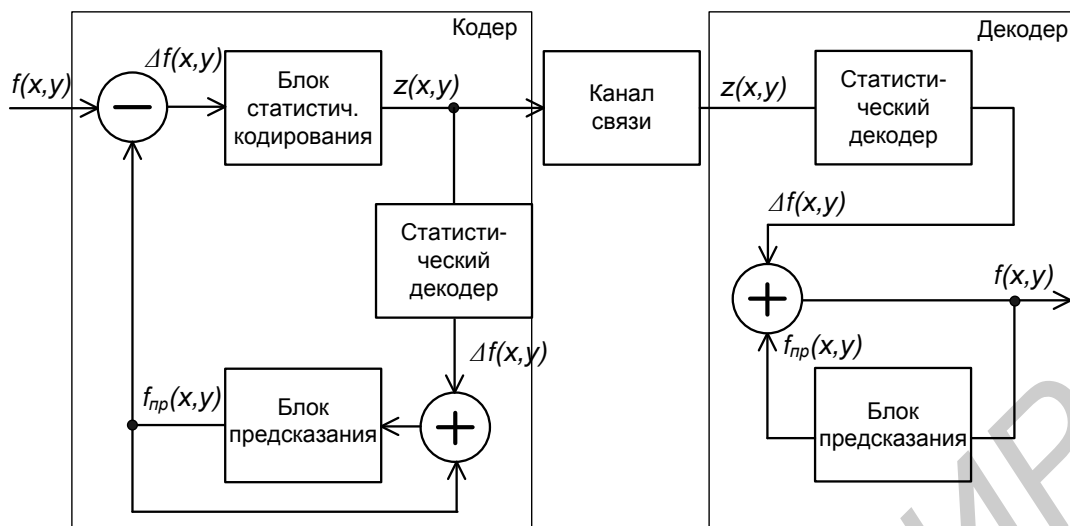 Кодер
Декодер
f(x,y)
Δf(x,y)
Блок
статистич.
кодирования
z(x,y)
Канал
связи
z(x,y)
Статисти-
ческий
декодер
Статисти-
ческий
декодер
Δf(x,y)
f(x,y)
fпр(x,y)
Блок
предсказания
Δf(x,y)
fпр(x,y)
Блок
предсказания
ИР